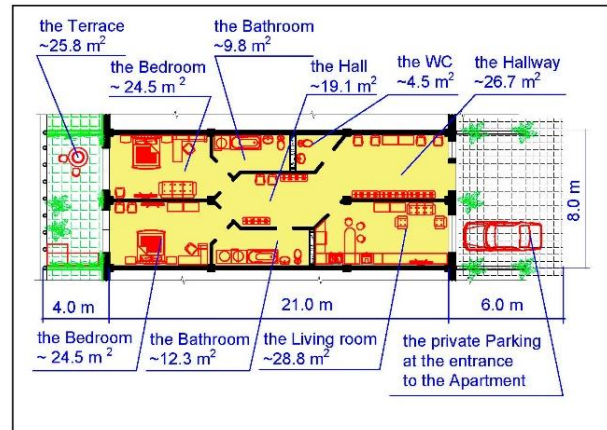 the Terrace
~25.8 m²
the Bathroom
~9.8 m²
the Bedroom
~ 24.5 m²
the Hall
~19.1 m²
the WC
~4.5 m²
the Hallway
~26.7 m²
8.0 m
4.0 m
21.0 m
6.0 m
the Bedroom
~ 24.5 m²
the Bathroom
~12.3 m²
the Living room
~28.8 m²
the private Parking
at the entrance
to the Apartment